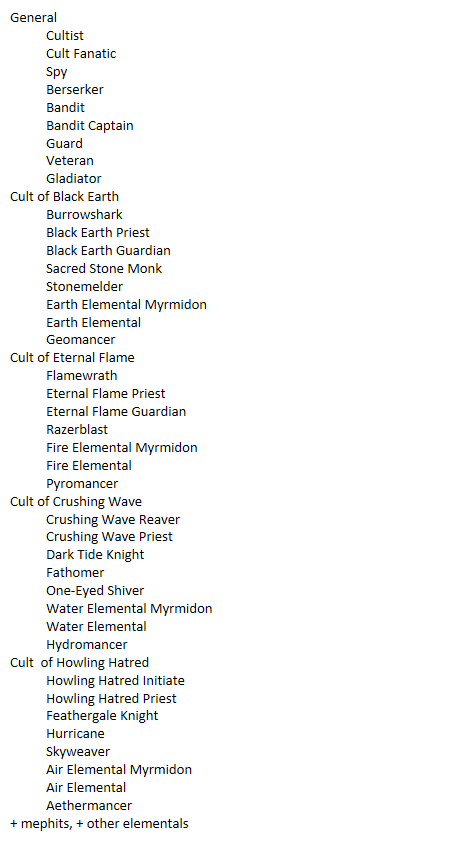 General
Cultist
Cult Fanatic
Spy
Berserker
Bandit
Bandit Captain
Guard
Veteran
Gladiator
Cult of Black Earth
Burrowshark
Black Earth Priest
Black Earth Guardian
Sacred Stone Monk
Stonemelder
Earth Elemental Myrmidon
Earth Elemental
Geomancer
Cult of Eternal Flame
Flamewrath
Eternal Flame Priest
Eternal Flame Guardian
Razerblast
Fire Elemental Myrmidon
Fire Elemental
Pyromancer
Cult of Crushing Wave
Crushing Wave Reaver
Crushing Wave Priest
Dark Tide Knight
Fathomer
One-Eyed Shiver
Water Elemental Myrmidon
Water Elemental
Hydromancer
Cult  of Howling Hatred
Howling Hatred Initiate
Howling Hatred Priest
Feathergale Knight
Hurricane
Skyweaver
Air Elemental Myrmidon
Air Elemental
Aethermancer
+ mephits, + other elementals